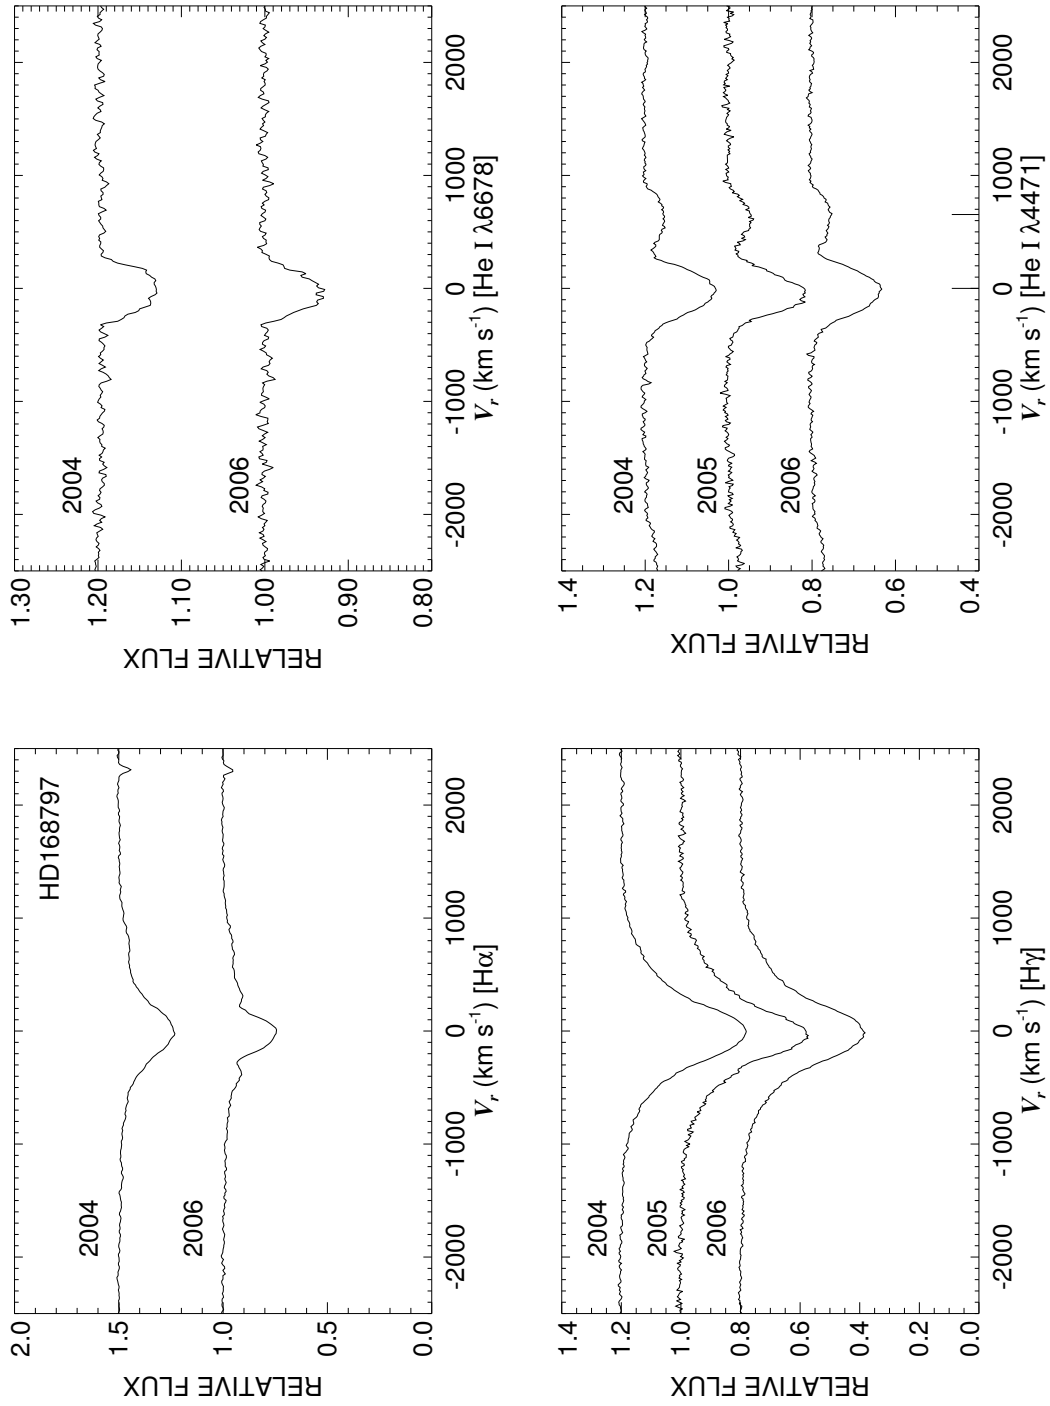 HD168797
2.0
1.5
1.0
0.5
0.0
RELATIVE FLUX
2004
2006
-2000 -1000 0 1000 2000
V_r (km s⁻¹) [Hα]
1.30
1.20
1.10
1.00
0.90
0.80
RELATIVE FLUX
2004
2006
-2000 -1000 0 1000 2000
V_r (km s⁻¹) [He I λ6678]
1.4
1.2
1.0
0.8
0.6
0.4
0.2
0.0
RELATIVE FLUX
2004
2005
2006
-2000 -1000 0 1000 2000
V_r (km s⁻¹) [Hγ]
1.4
1.2
1.0
0.8
0.6
0.4
RELATIVE FLUX
2004
2005
2006
-2000 -1000 0 1000 2000
V_r (km s⁻¹) [He I λ4471]